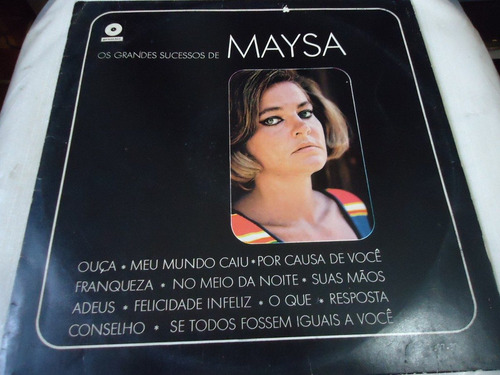 OS GRANDES SUCESSOS DE MAYSA
OUÇA • MEU MUNDO CAIU • POR CAUSA DE VOCÊ
FRANQUEZA • NO MEIO DA NOITE • SUAS MÃOS
ADEUS • FELICIDADE INFELIZ • O QUE • RESPOSTA
CONSELHO • SE TODOS FOSSEM IGUAIS A VOCÊ